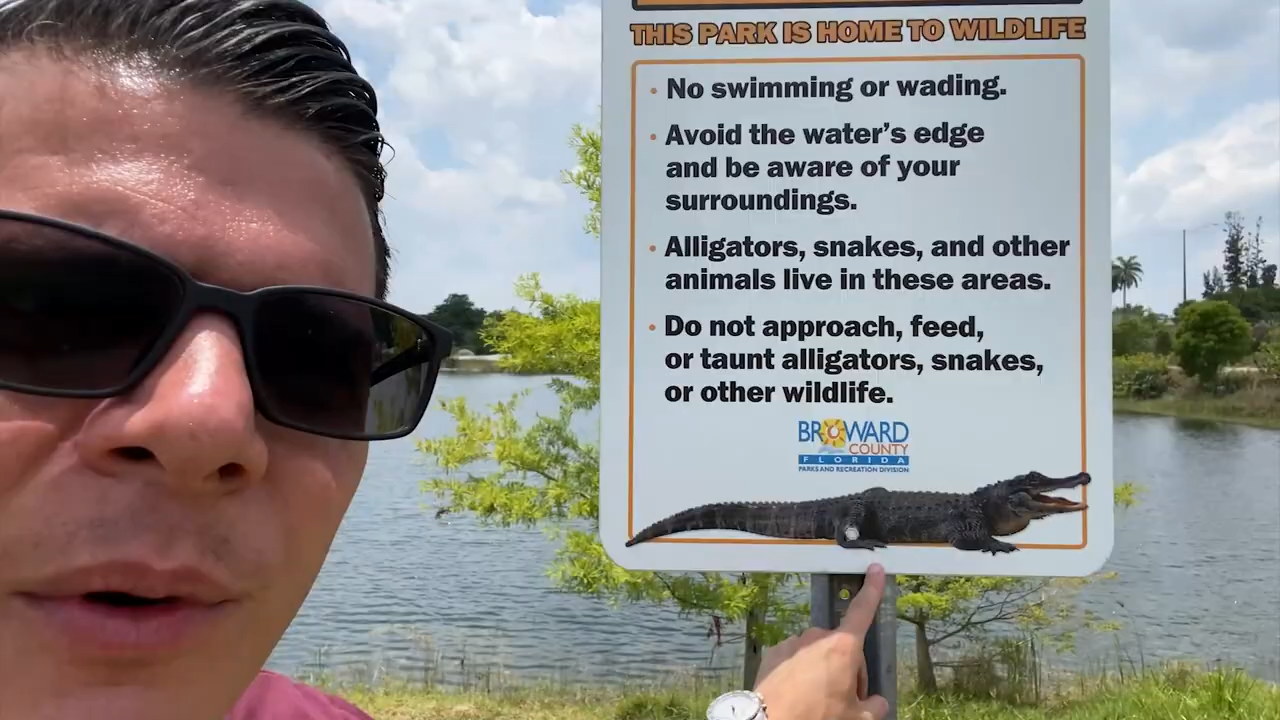 THIS PARK IS HOME TO WILDLIFE
• No swimming or wading.
• Avoid the water's edge
and be aware of your
surroundings.
• Alligators, snakes, and other
animals live in these areas.
• Do not approach, feed,
or taunt alligators, snakes,
or other wildlife.
BROWARD
COUNTY
FLORIDA
PARKS AND RECREATION DIVISION